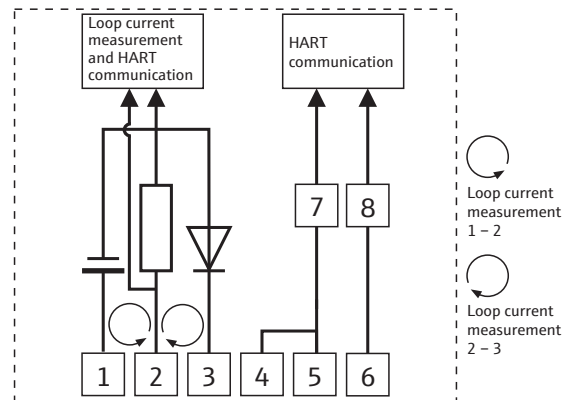 Loop current
measurement
and HART
communication
HART
communication
7
8
Loop current
measurement
1 – 2
Loop current
measurement
2 – 3
1
2
3
4
5
6